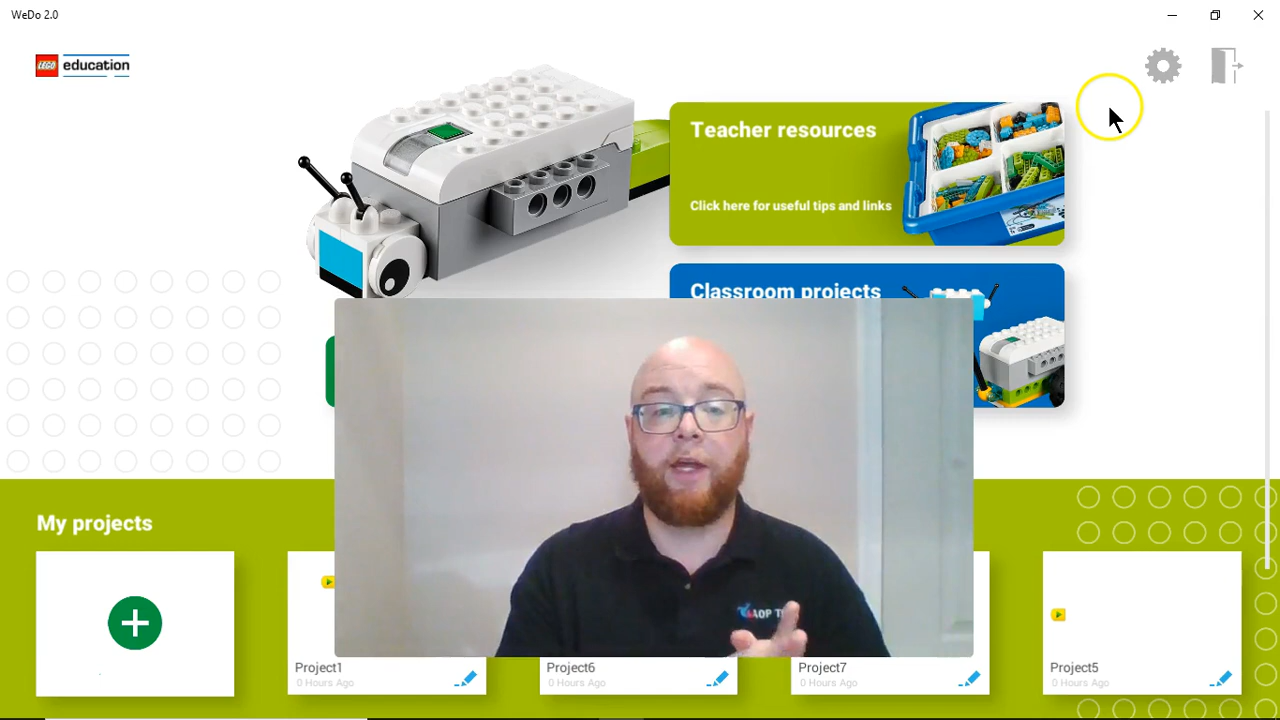 WeDo 2.0
LEGO education
Teacher resources
Click here for useful tips and links
Classroom projects
My projects
Project1
0 Hours Ago
Project6
0 Hours Ago
Project7
0 Hours Ago
Project5
0 Hours Ago